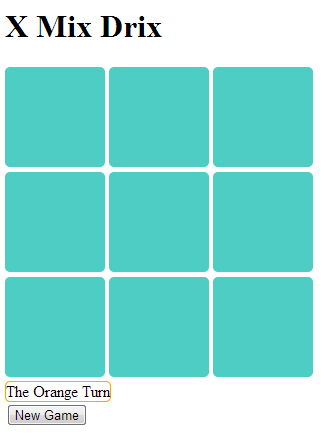 X Mix Drix
The Orange Turn
New Game